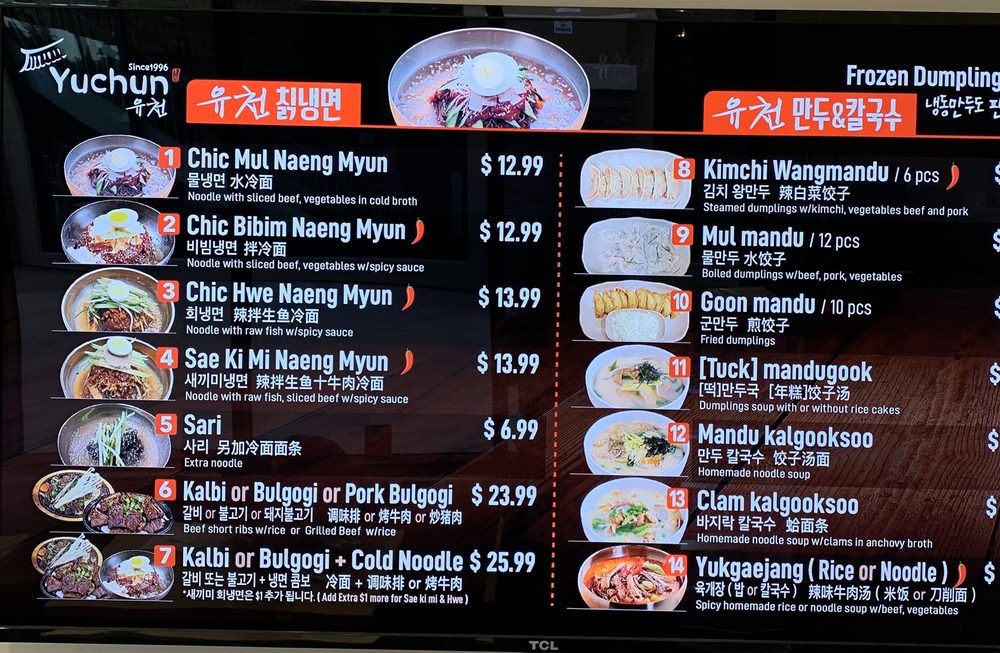 Since1996
Yuchun
유천
유천 칡냉면
1 Chic Mul Naeng Myun $ 12.99
물냉면 水冷面
Noodle with sliced beef, vegetables in cold broth
2 Chic Bibim Naeng Myun $ 12.99
비빔냉면 拌冷面
Noodle with sliced beef, vegetables w/spicy sauce
3 Chic Hwe Naeng Myun $ 13.99
회냉면 辣拌生鱼冷面
Noodle with raw fish w/spicy sauce
4 Sae Ki Mi Naeng Myun $ 13.99
새끼미냉면 辣拌生鱼十牛肉冷面
Noodle with raw fish, sliced beef w/spicy sauce
5 Sari $ 6.99
사리 另加冷面面条
Extra noodle
6 Kalbi or Bulgogi or Pork Bulgogi $ 23.99
갈비 or 불고기 or 돼지불고기 调味排 or 烤牛肉 or 炒猪肉
Beef short ribs w/rice or Grilled Beef w/rice
7 Kalbi or Bulgogi + Cold Noodle $ 25.99
갈비 또는 불고기 + 냉면 콤보 冷面 + 调味排 or 烤牛肉
*새끼미 회냉면은 $1 추가 됩니다. ( Add Extra $1 more for Sae ki mi & Hwe )
Frozen Dumpling
유천 만두&칼국수
냉동만두도 판
8 Kimchi Wangmandu / 6 pcs $
김치 왕만두 辣白菜饺子
Steamed dumplings w/kimchi, vegetables beef and pork
9 Mul mandu / 12 pcs $
물만두 水饺子
Boiled dumplings w/beef, pork, vegetables
10 Goon mandu / 10 pcs $
군만두 煎饺子
Fried dumplings
11 [Tuck] mandugook $
[떡]만두국 [年糕]饺子汤
Dumplings soup with or without rice cakes
12 Mandu kalgooksoo $
만두 칼국수 饺子汤面
Homemade noodle soup
13 Clam kalgooksoo $
바지락 칼국수 蛤面条
Homemade noodle soup w/clams in anchovy broth
14 Yukgaejang ( Rice or Noodle ) $
육개장 ( 밥 or 칼국수 ) 辣味牛肉汤 ( 米饭 or 刀削面 )
Spicy homemade rice or noodle soup w/beef, vegetables
TCL